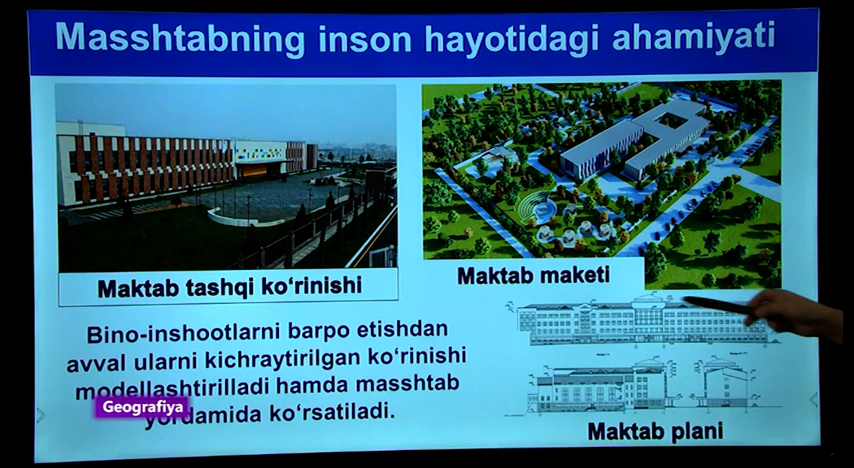 Masshtabning inson hayotidagi ahamiyati
Maktab tashqi ko‘rinishi
Maktab maketi
Bino-inshootlarni barpo etishdan
avval ularni kichraytirilgan ko‘rinishi
modellashtirilladi hamda masshtab
yordamida ko‘rsatiladi.
Geografiya
Maktab plani